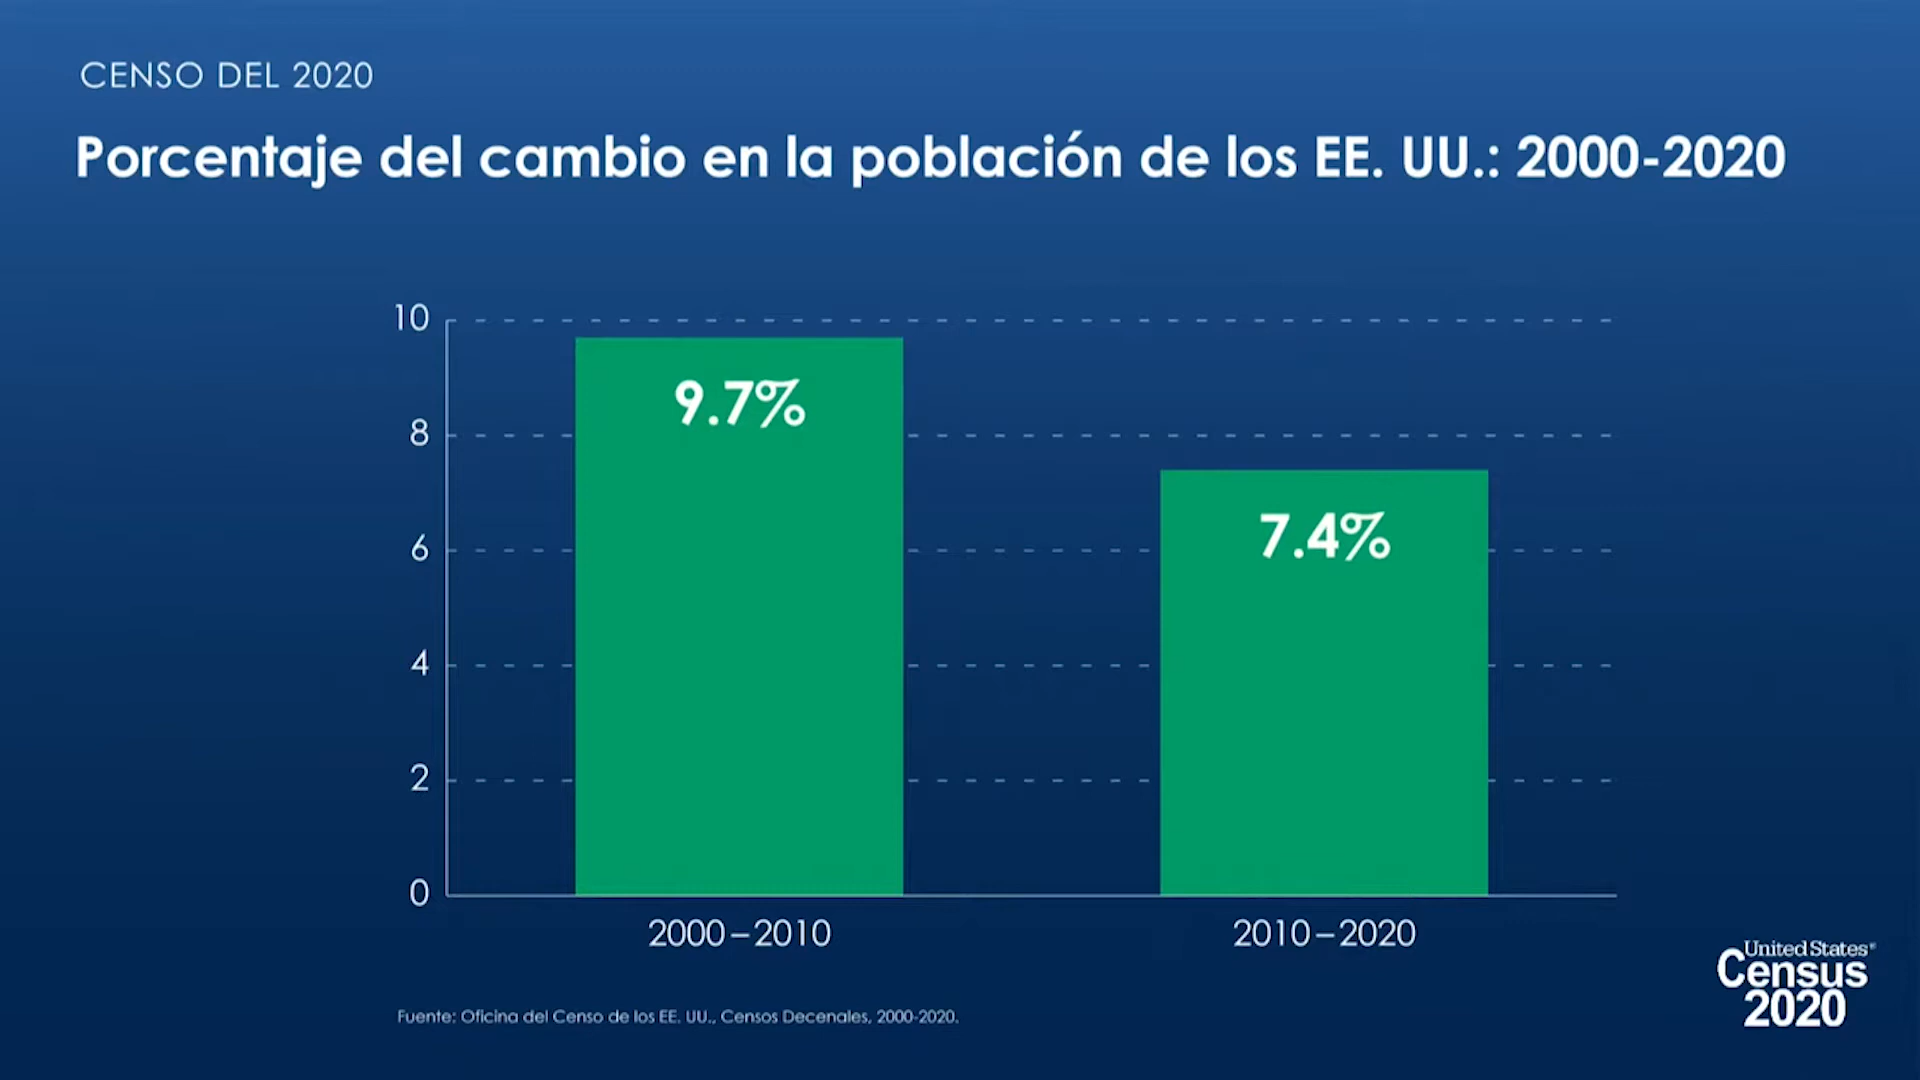 CENSO DEL 2020
Porcentaje del cambio en la población de los EE. UU.: 2000-2020
10
8
6
4
2
0
9.7%
7.4%
2000–2010
2010–2020
Fuente: Oficina del Censo de los EE. UU., Censos Decenales, 2000-2020.
United States®
Census
2020